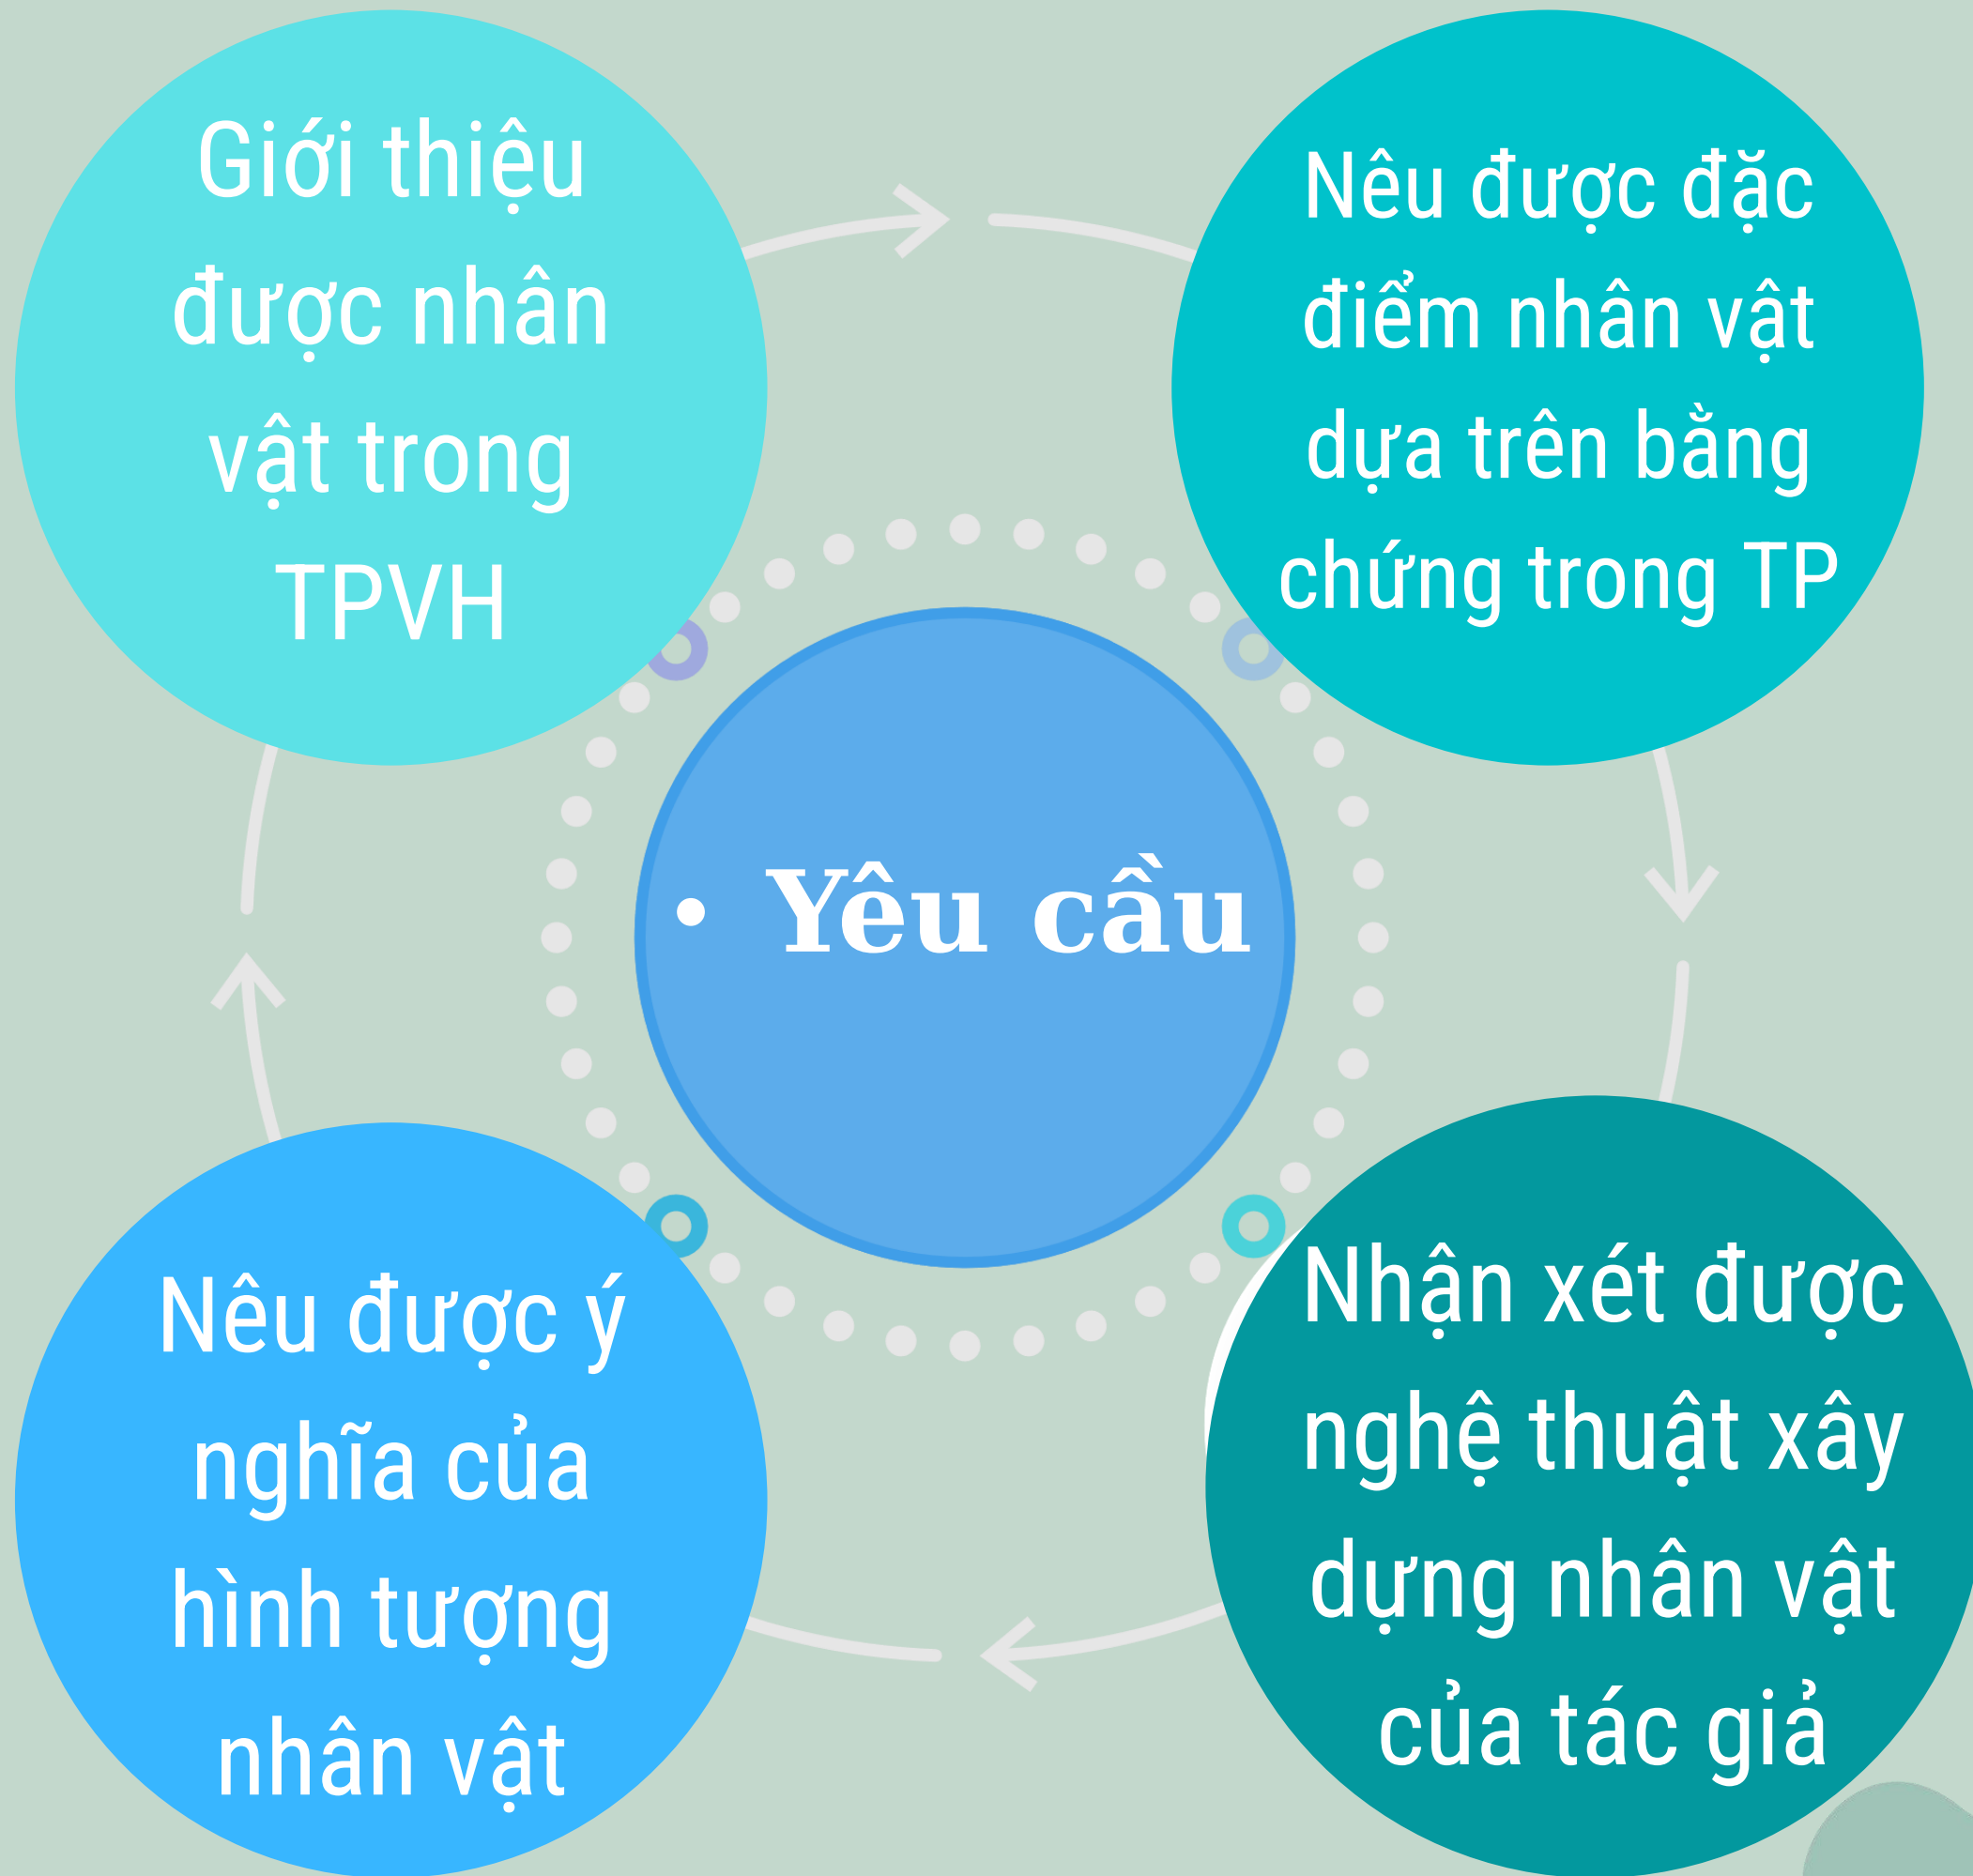 Giới thiệu
được nhân
vật trong
TPVH
Nêu được đặc
điểm nhân vật
dựa trên bằng
chứng trong TP
• Yêu cầu
Nêu được ý
nghĩa của
hình tượng
nhân vật
Nhận xét được
nghệ thuật xây
dựng nhân vật
của tác giả